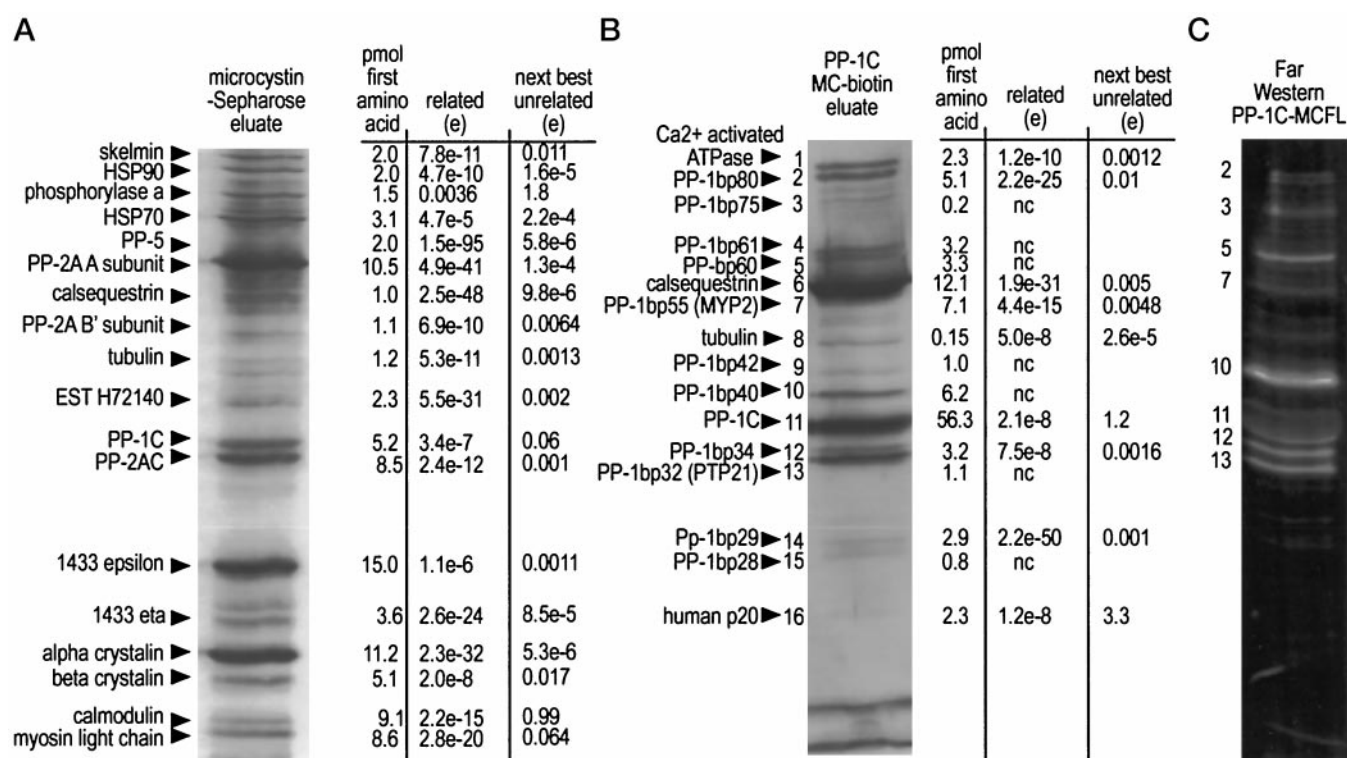 A
microcystin
-Sepharose
eluate
pmol
first
amino
acid
related
(e)
next best
unrelated
(e)
skelmin 2.0 7.8e-11 0.011
HSP90 2.0 4.7e-10 1.6e-5
phosphorylase a 1.5 0.0036 1.8
HSP70 3.1 4.7e-5 2.2e-4
PP-5 2.0 1.5e-95 5.8e-6
PP-2A A subunit 10.5 4.9e-41 1.3e-4
calsequestrin 1.0 2.5e-48 9.8e-6
PP-2A B' subunit 1.1 6.9e-10 0.0064
tubulin 1.2 5.3e-11 0.0013
EST H72140 2.3 5.5e-31 0.002
PP-1C 5.2 3.4e-7 0.06
PP-2AC 8.5 2.4e-12 0.001
1433 epsilon 15.0 1.1e-6 0.0011
1433 eta 3.6 2.6e-24 8.5e-5
alpha crystalin 11.2 2.3e-32 5.3e-6
beta crystalin 5.1 2.0e-8 0.017
calmodulin 9.1 2.2e-15 0.99
myosin light chain 8.6 2.8e-20 0.064
B
PP-1C
MC-biotin
eluate
pmol
first
amino
acid
related
(e)
next best
unrelated
(e)
Ca2+ activated
ATPase 1 2.3 1.2e-10 0.0012
PP-1bp80 2 5.1 2.2e-25 0.01
PP-1bp75 3 0.2 nc
PP-1bp61 4 3.2 nc
PP-bp60 5 3.3 nc
calsequestrin 6 12.1 1.9e-31 0.005
PP-1bp55 (MYP2) 7 7.1 4.4e-15 0.0048
tubulin 8 0.15 5.0e-8 2.6e-5
PP-1bp42 9 1.0 nc
PP-1bp40 10 6.2 nc
PP-1C 11 56.3 2.1e-8 1.2
PP-1bp34 12 3.2 7.5e-8 0.0016
PP-1bp32 (PTP21) 13 1.1 nc
Pp-1bp29 14 2.9 2.2e-50 0.001
PP-1bp28 15 0.8 nc
human p20 16 2.3 1.2e-8 3.3
C
Far
Western
PP-1C-MCFL
2
3
5
7
10
11
12
13